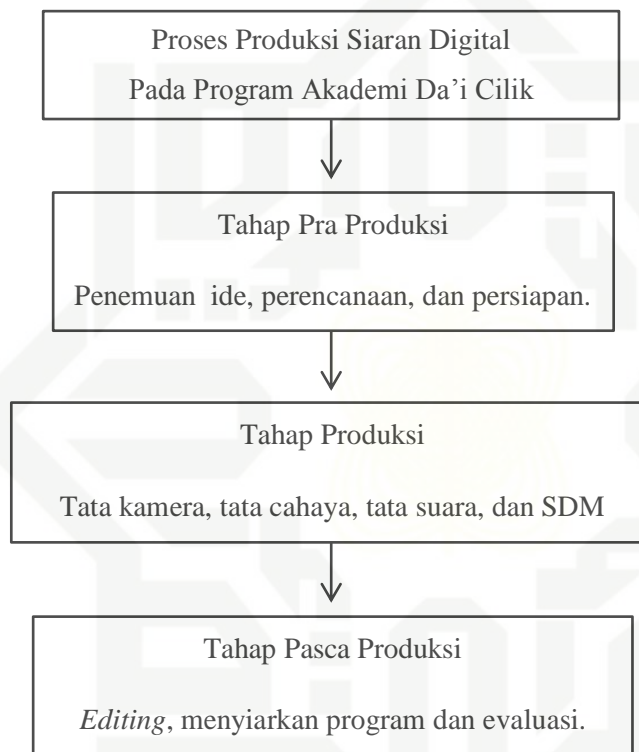 Proses Produksi Siaran Digital
Pada Program Akademi Da’i Cilik
Tahap Pra Produksi
Penemuan ide, perencanaan, dan persiapan.
Tahap Produksi
Tata kamera, tata cahaya, tata suara, dan SDM
Tahap Pasca Produksi
Editing, menyiarkan program dan evaluasi.